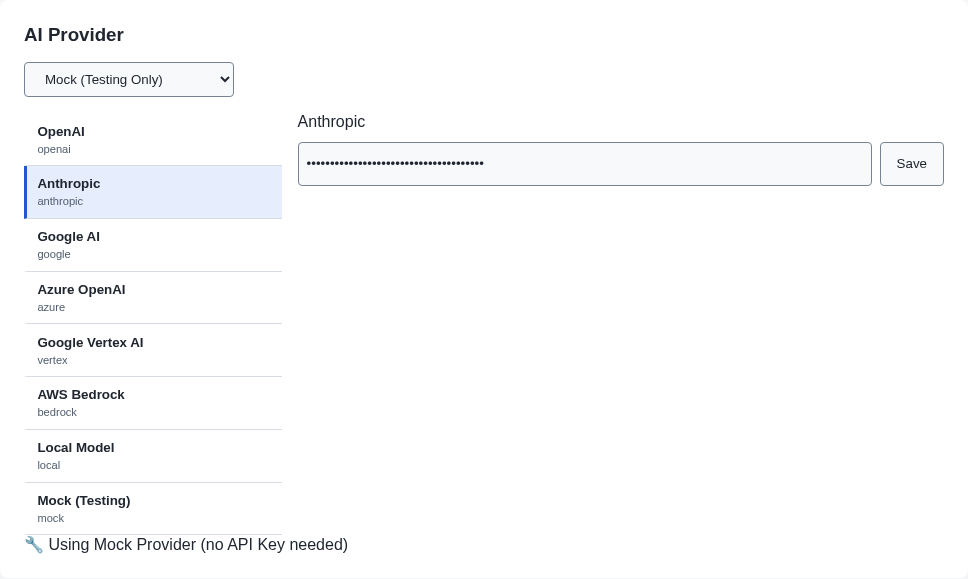 AI Provider
Mock (Testing Only)
OpenAI
openai
Anthropic
anthropic
Google AI
google
Azure OpenAI
azure
Google Vertex AI
vertex
AWS Bedrock
bedrock
Local Model
local
Mock (Testing)
mock
Anthropic
••••••••••••••••••••••••••••••••••••••
Save
🔧 Using Mock Provider (no API Key needed)